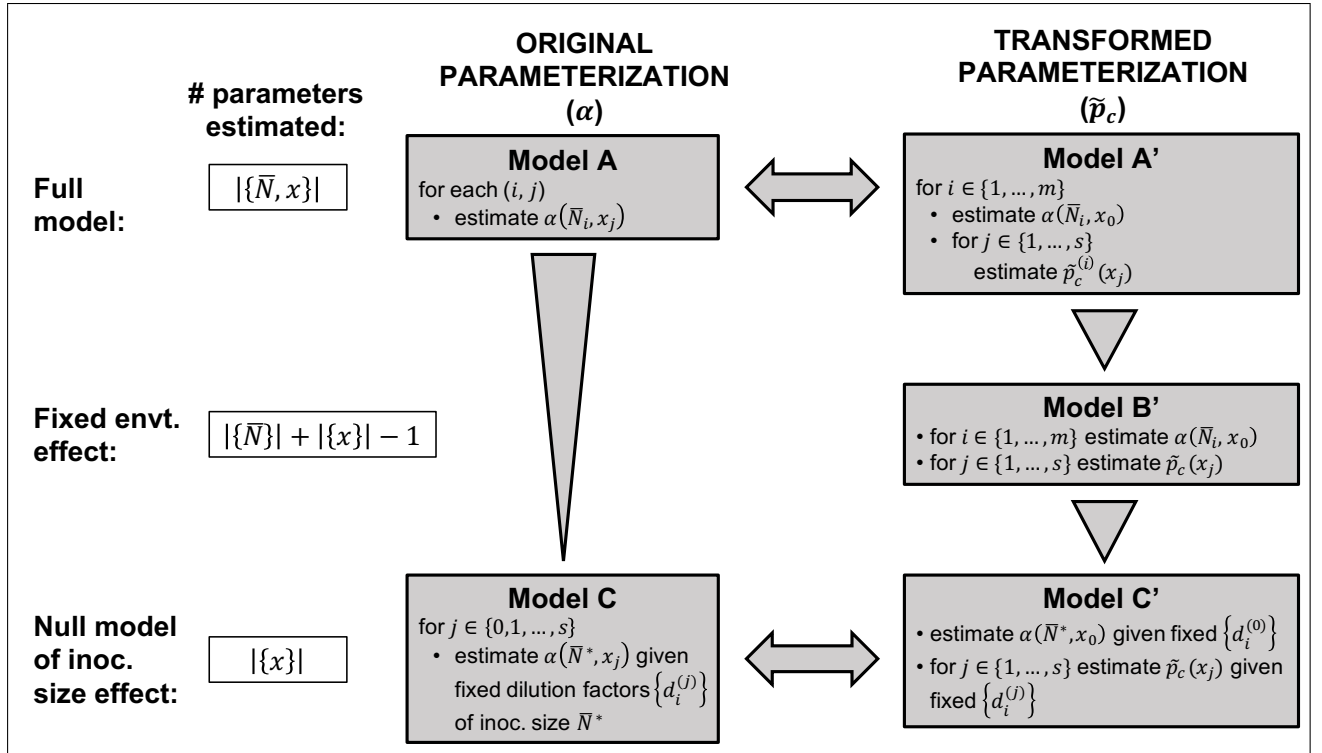 ORIGINAL
PARAMETERIZATION
(α)
TRANSFORMED
PARAMETERIZATION
(p̃_c)
# parameters
estimated:
Full
model:
|{N̅, x}|
Model A
for each (i, j)
• estimate α(N̅_i, x_j)
Model A’
for i ∈ {1, … , m}
• estimate α(N̅_i, x_0)
• for j ∈ {1, … , s}
estimate p̃_c^(i)(x_j)
Fixed envt.
effect:
|{N̅}| + |{x}| − 1
Model B’
• for i ∈ {1, … , m} estimate α(N̅_i, x_0)
• for j ∈ {1, … , s} estimate p̃_c(x_j)
Null model
of inoc.
size effect:
|{x}|
Model C
for j ∈ {0,1, … , s}
• estimate α(N̅*, x_j) given
fixed dilution factors {d_i^(j)}
of inoc. size N̅*
Model C’
• estimate α(N̅*, x_0) given fixed {d_i^(0)}
• for j ∈ {1, … , s} estimate p̃_c(x_j) given
fixed {d_i^(j)}